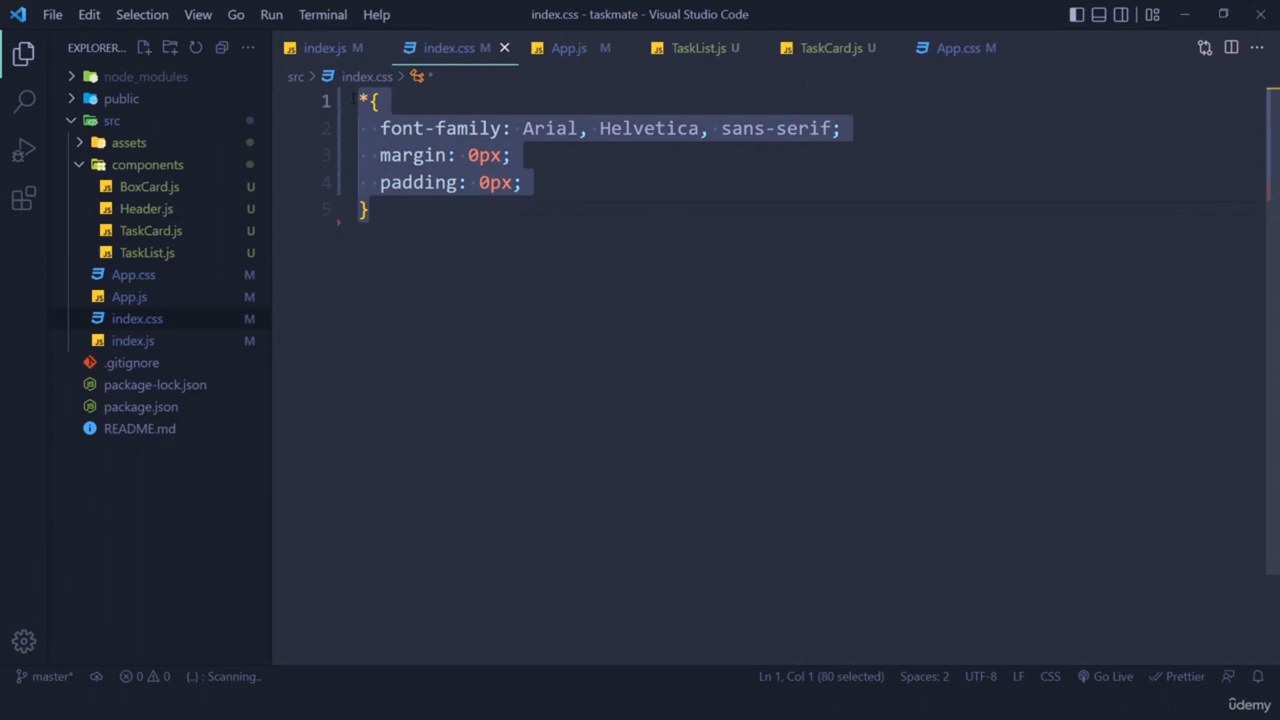 File Edit Selection View Go Run Terminal Help index.css - taskmate - Visual Studio Code
EXPLORER... index.js M index.css M App.js M TaskList.js U TaskCard.js U App.css M
src > index.css > *
node_modules
public
src
assets
components
BoxCard.js U
Header.js U
TaskCard.js U
TaskList.js U
App.css M
App.js M
index.css M
index.js M
.gitignore
package-lock.json
package.json
README.md
1 *{
2 font-family: Arial, Helvetica, sans-serif;
3 margin: 0px;
4 padding: 0px;
5 }
master* 0 0 {..} : Scanning.. Ln 1, Col 1 (80 selected) Spaces: 2 UTF-8 LF CSS Go Live Prettier
ûdemy